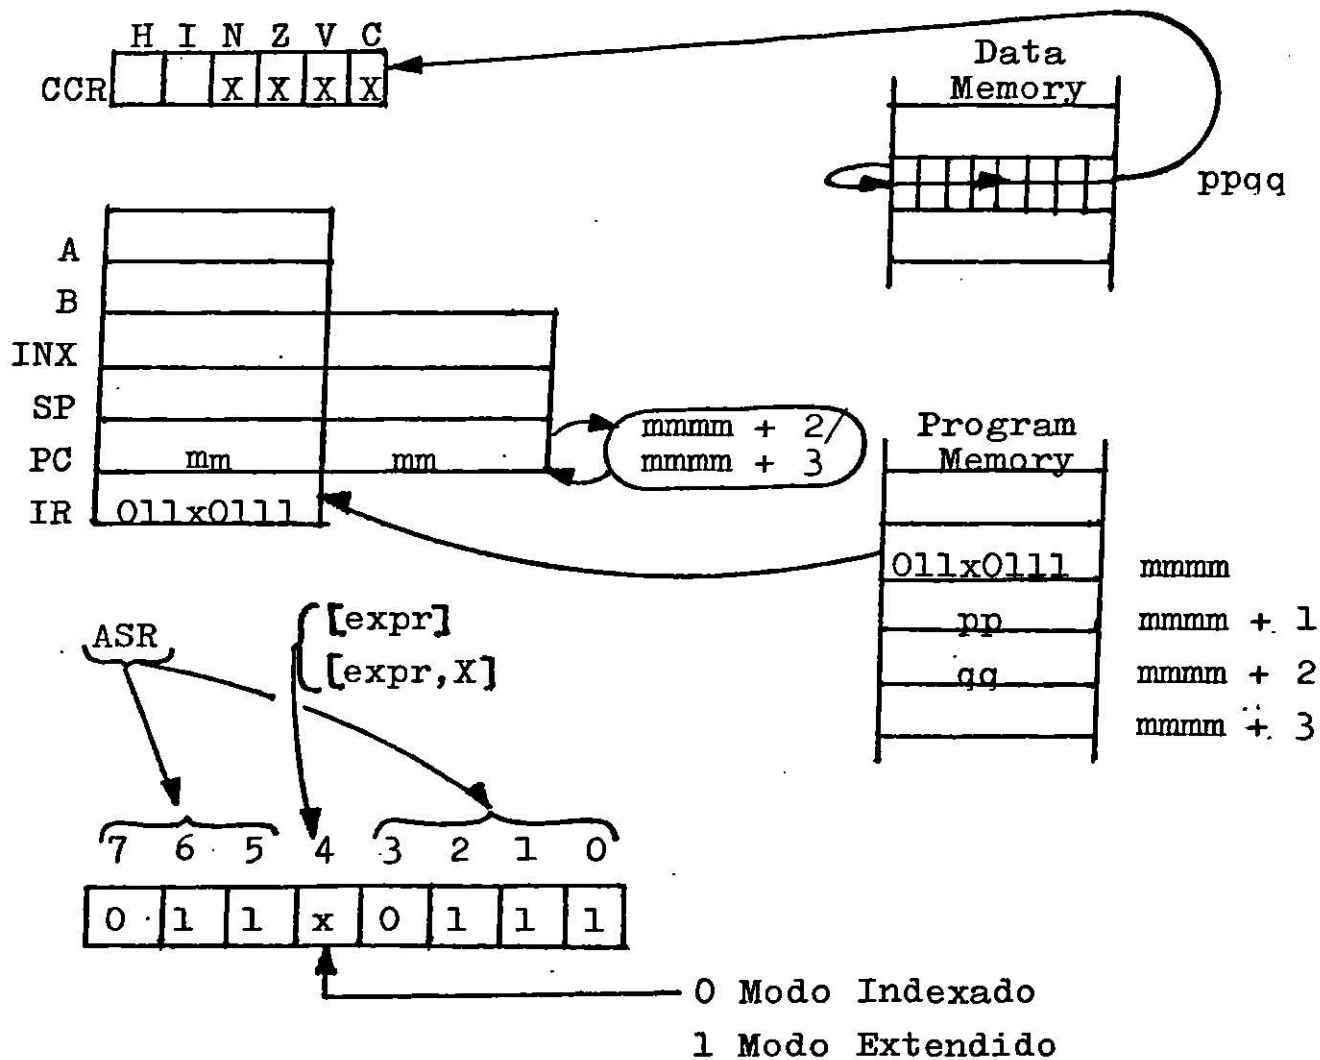 H I N Z V C
CCR X X X X
Data
Memory
ppqq
A
B
INX
SP
PC mm mm
IR 011x0111
mmmm + 2/
mmmm + 3
Program
Memory
011x0111 mmmm
pp mmmm + 1
qq mmmm + 2
mmmm + 3
ASR
[expr]
[expr,X]
7 6 5 4 3 2 1 0
0 1 1 x 0 1 1 1
0 Modo Indexado
1 Modo Extendido